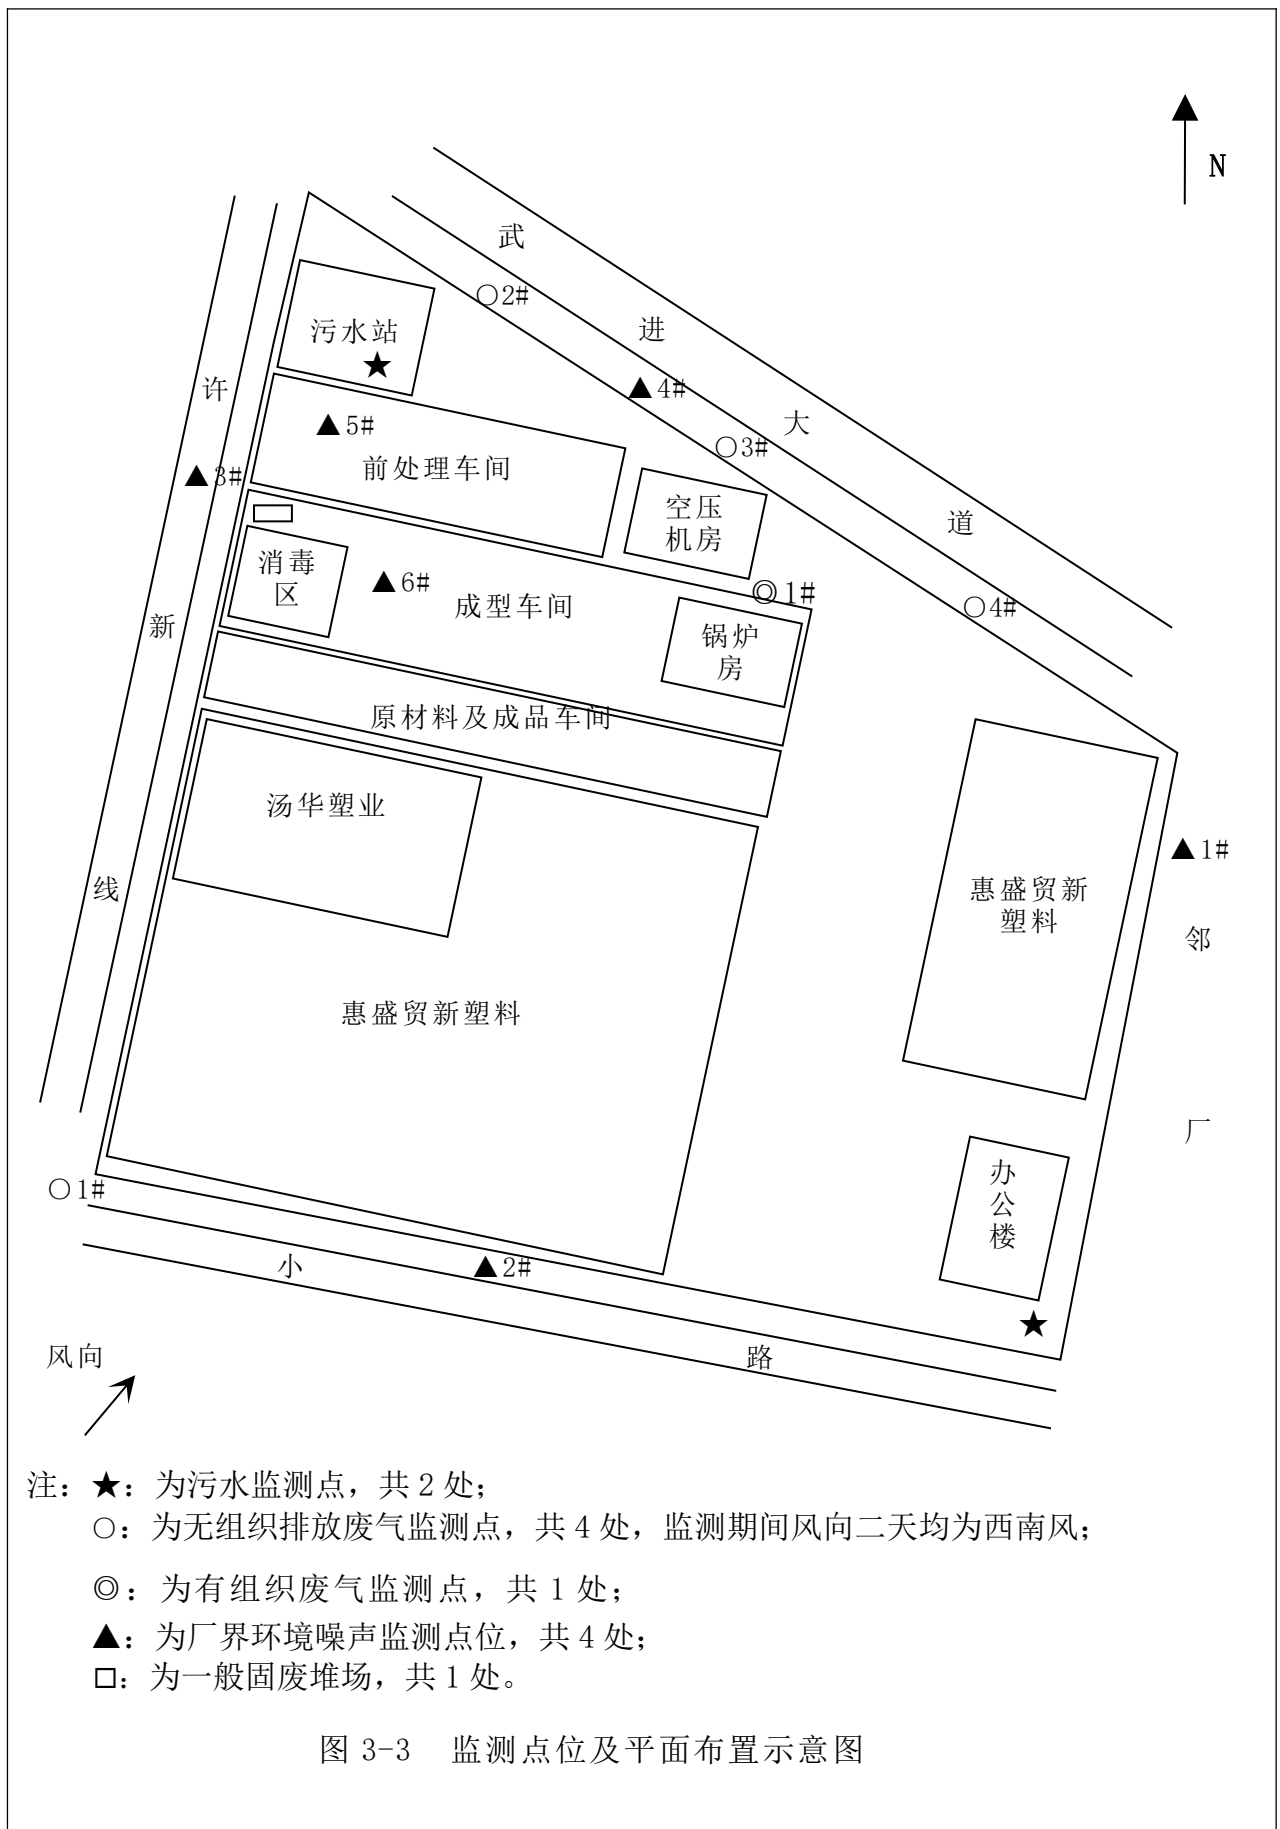 N
武
进
大
道
○2#
污水站
★
许
▲4#
▲5#
○3#
前处理车间
▲3#
空压
机房
消毒
区
▲6#
◎1#
成型车间
○4#
新
锅炉
房
原材料及成品车间
汤华塑业
▲1#
线
惠盛贸新
塑料
邻
惠盛贸新塑料
厂
办
公
楼
○1#
小
▲2#
★
路
风向
注：★：为污水监测点，共 2 处；
○：为无组织排放废气监测点，共 4 处，监测期间风向二天均为西南风；
◎：为有组织废气监测点，共 1 处；
▲：为厂界环境噪声监测点位，共 4 处；
□：为一般固废堆场，共 1 处。
图 3-3 监测点位及平面布置示意图